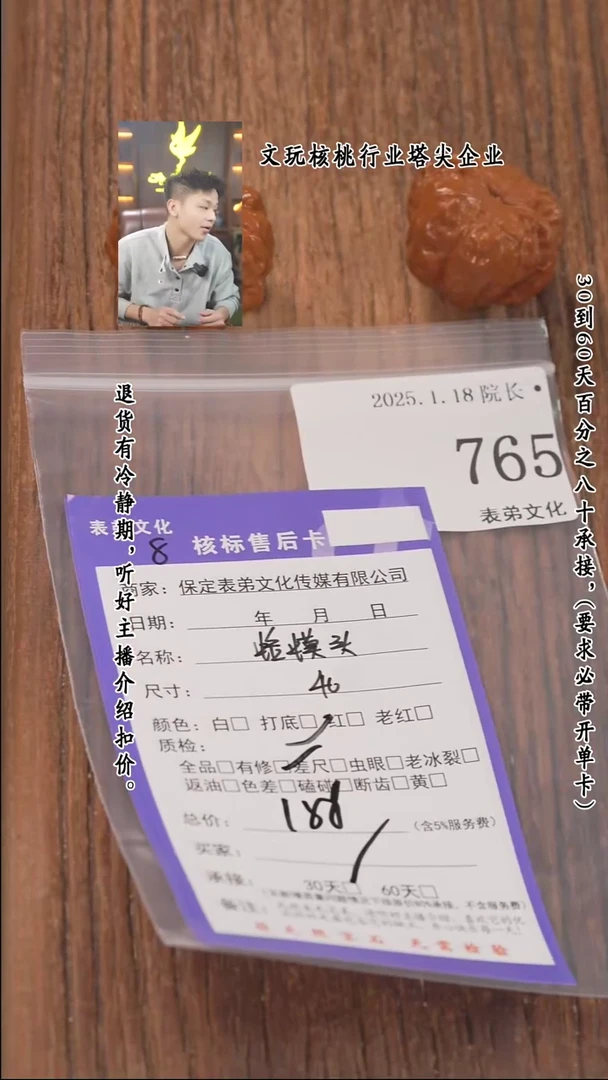 文玩核桃行业塔尖企业
30到60天百分之八十承接，（要求必带开单卡）
退货有冷静期，听好主播介绍扣价。
2025.1.18 院长
765
表弟文化
表弟文化
8
核标售后卡
商家：保定表弟文化传媒有限公司
日期： 年 月 日
名称：蛤蟆头
尺寸：46
颜色：白□ 打底□ 红□ 老红□
质检：
全品□有修□差尺□虫眼□老冰裂□
返油□色差□磕碰□断齿□黄□
总价： （含5%服务费）
买家：
承接： 30天□ 60天□
备注：